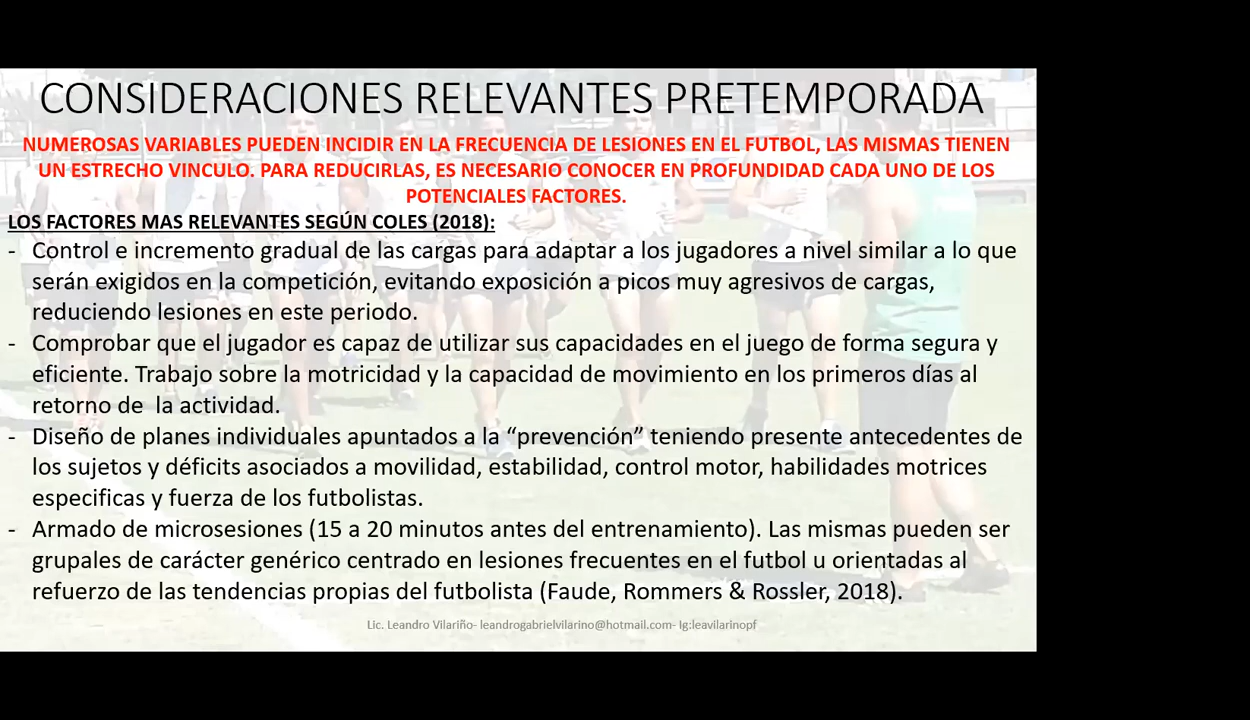 CONSIDERACIONES RELEVANTES PRETEMPORADA
NUMEROSAS VARIABLES PUEDEN INCIDIR EN LA FRECUENCIA DE LESIONES EN EL FUTBOL, LAS MISMAS TIENEN
UN ESTRECHO VINCULO. PARA REDUCIRLAS, ES NECESARIO CONOCER EN PROFUNDIDAD CADA UNO DE LOS
POTENCIALES FACTORES.
LOS FACTORES MAS RELEVANTES SEGÚN COLES (2018):
- Control e incremento gradual de las cargas para adaptar a los jugadores a nivel similar a lo que
serán exigidos en la competición, evitando exposición a picos muy agresivos de cargas,
reduciendo lesiones en este periodo.
- Comprobar que el jugador es capaz de utilizar sus capacidades en el juego de forma segura y
eficiente. Trabajo sobre la motricidad y la capacidad de movimiento en los primeros días al
retorno de  la actividad.
- Diseño de planes individuales apuntados a la “prevención” teniendo presente antecedentes de
los sujetos y déficits asociados a movilidad, estabilidad, control motor, habilidades motrices
especificas y fuerza de los futbolistas.
- Armado de microsesiones (15 a 20 minutos antes del entrenamiento). Las mismas pueden ser
grupales de carácter genérico centrado en lesiones frecuentes en el futbol u orientadas al
refuerzo de las tendencias propias del futbolista (Faude, Rommers & Rossler, 2018).
Lic. Leandro Vilariño- leandrogabrielvilarino@hotmail.com- Ig:leavilarinopf